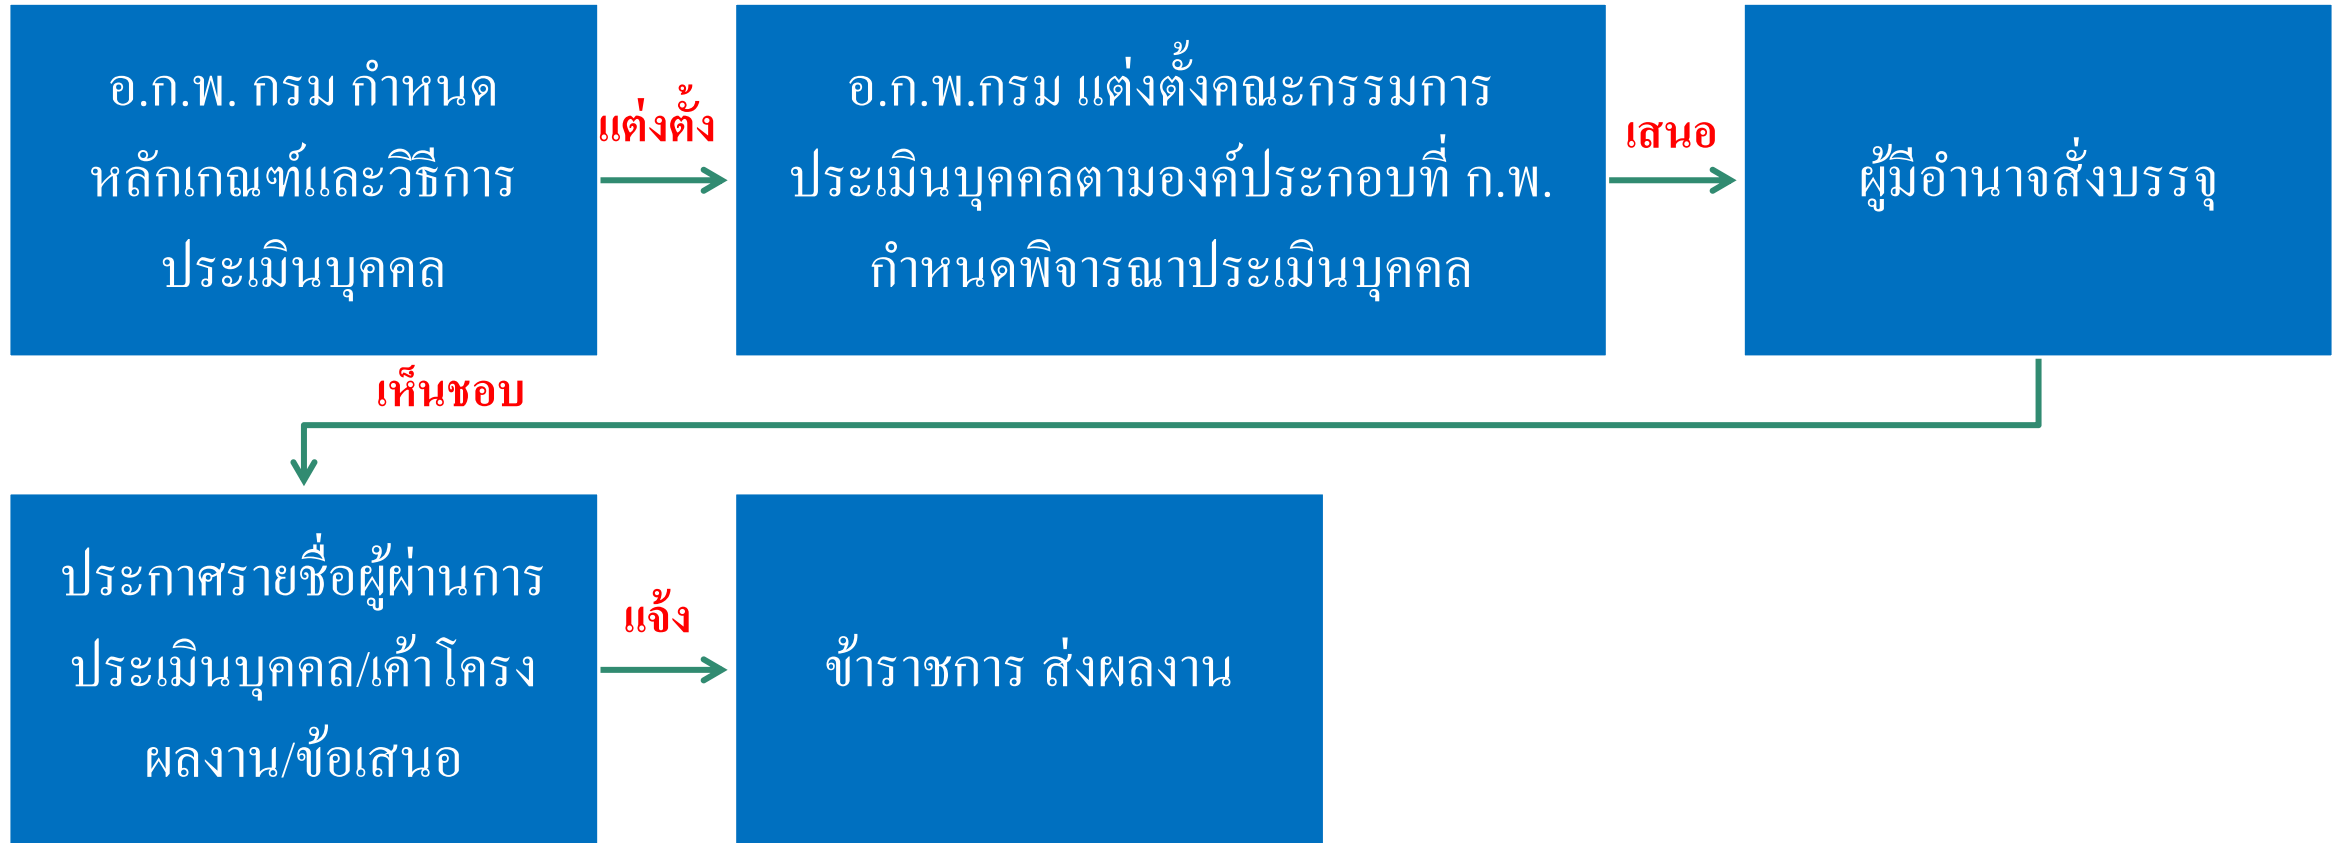 อ.ก.พ. กรม กำหนด
หลักเกณฑ์และวิธีการ
ประเมินบุคคล
แต่งตั้ง
อ.ก.พ.กรม แต่งตั้งคณะกรรมการ
ประเมินบุคคลตามองค์ประกอบที่ ก.พ.
กำหนดพิจารณาประเมินบุคคล
เสนอ
ผู้มีอำนาจสั่งบรรจุ
เห็นชอบ
ประกาศรายชื่อผู้ผ่านการ
ประเมินบุคคล/เค้าโครง
ผลงาน/ข้อเสนอ
แจ้ง
ข้าราชการ ส่งผลงาน